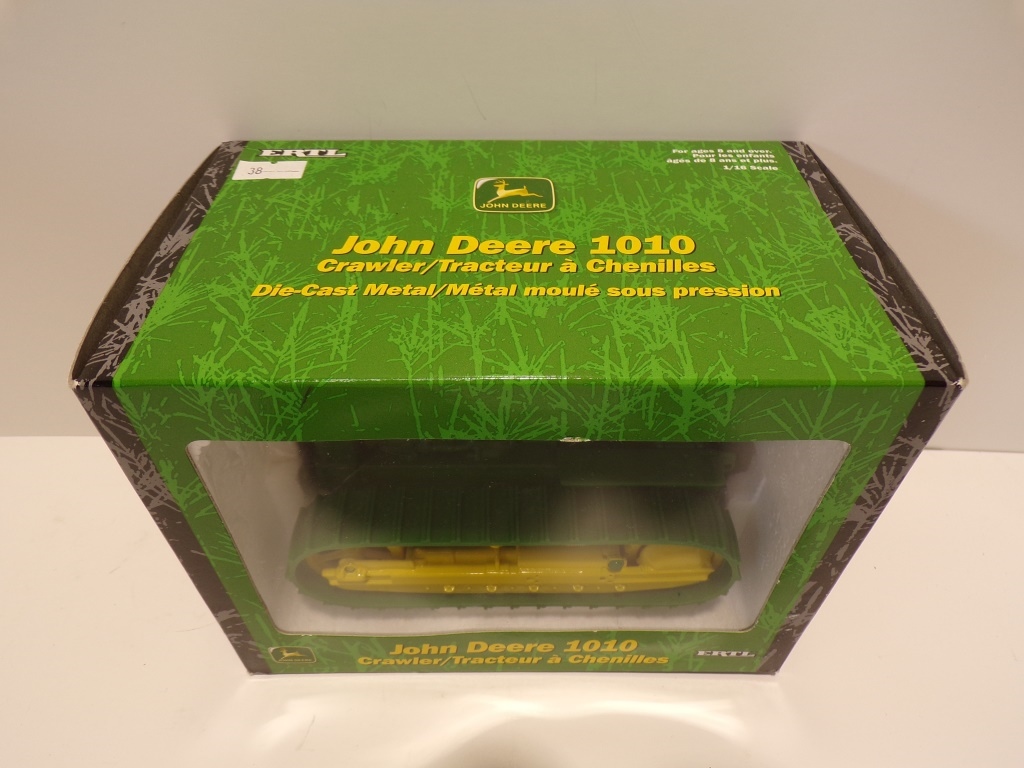 ERTL
38
For ages 8 and over.
Pour les enfants
âgés de 8 ans et plus.
1/16 Scale
JOHN DEERE
John Deere 1010
Crawler/Tracteur à Chenilles
Die-Cast Metal/Métal moulé sous pression
John Deere 1010
Crawler/Tracteur à Chenilles
ERTL